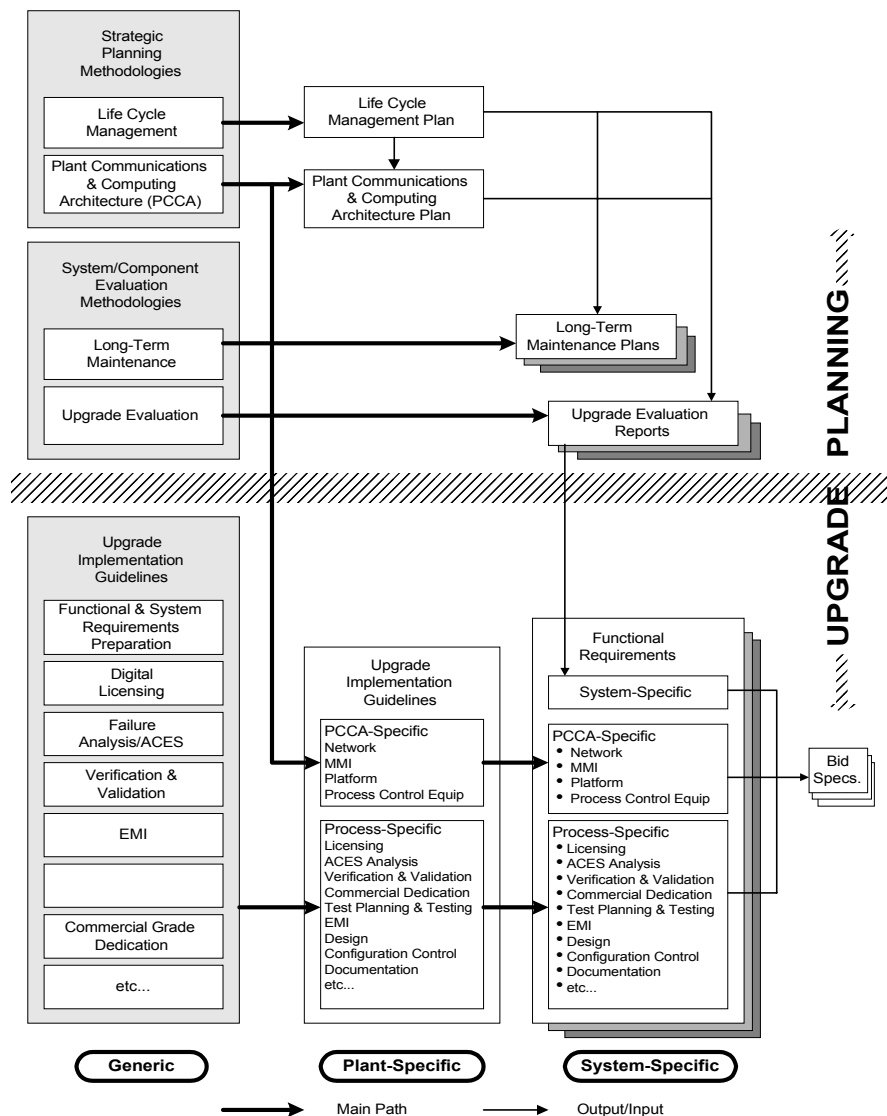 Strategic
Planning
Methodologies
Life Cycle
Management
Plant Communications
& Computing
Architecture (PCCA)
Life Cycle
Management Plan
Plant Communications
& Computing
Architecture Plan
System/Component
Evaluation
Methodologies
Long-Term
Maintenance
Upgrade Evaluation
Long-Term
Maintenance Plans
Upgrade Evaluation
Reports
PLANNING
UPGRADE
Upgrade
Implementation
Guidelines
Functional & System
Requirements
Preparation
Digital
Licensing
Failure
Analysis/ACES
Verification &
Validation
EMI
Commercial Grade
Dedication
etc...
Upgrade
Implementation
Guidelines
PCCA-Specific
Network
MMI
Platform
Process Control Equip
Process-Specific
Licensing
ACES Analysis
Verification & Validation
Commercial Dedication
Test Planning & Testing
EMI
Design
Configuration Control
Documentation
etc...
Functional
Requirements
System-Specific
PCCA-Specific
• Network
• MMI
• Platform
• Process Control Equip
Process-Specific
• Licensing
• ACES Analysis
• Verification & Validation
• Commercial Dedication
• Test Planning & Testing
• EMI
• Design
• Configuration Control
• Documentation
• etc...
Bid
Specs.
Generic
Plant-Specific
System-Specific
Main Path
Output/Input